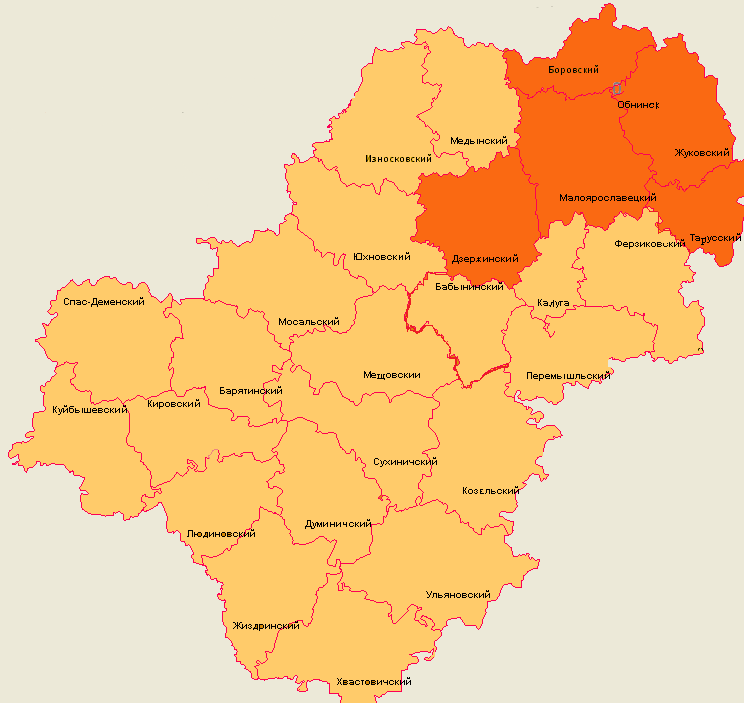 Боровский
Обнинск
Медынский
Жуковский
Износковский
Малоярославецкий
Тарусский
Ферзиковский
Юхновский
Дзержинский
Бабынинский
Спас-Деменский
Калуга
Мосальский
Мещовский
Перемышльский
Барятинский
Кировский
Куйбышевский
Сухиничский
Козельский
Думиничский
Людиновский
Ульяновский
Жиздринский
Хвастовичский